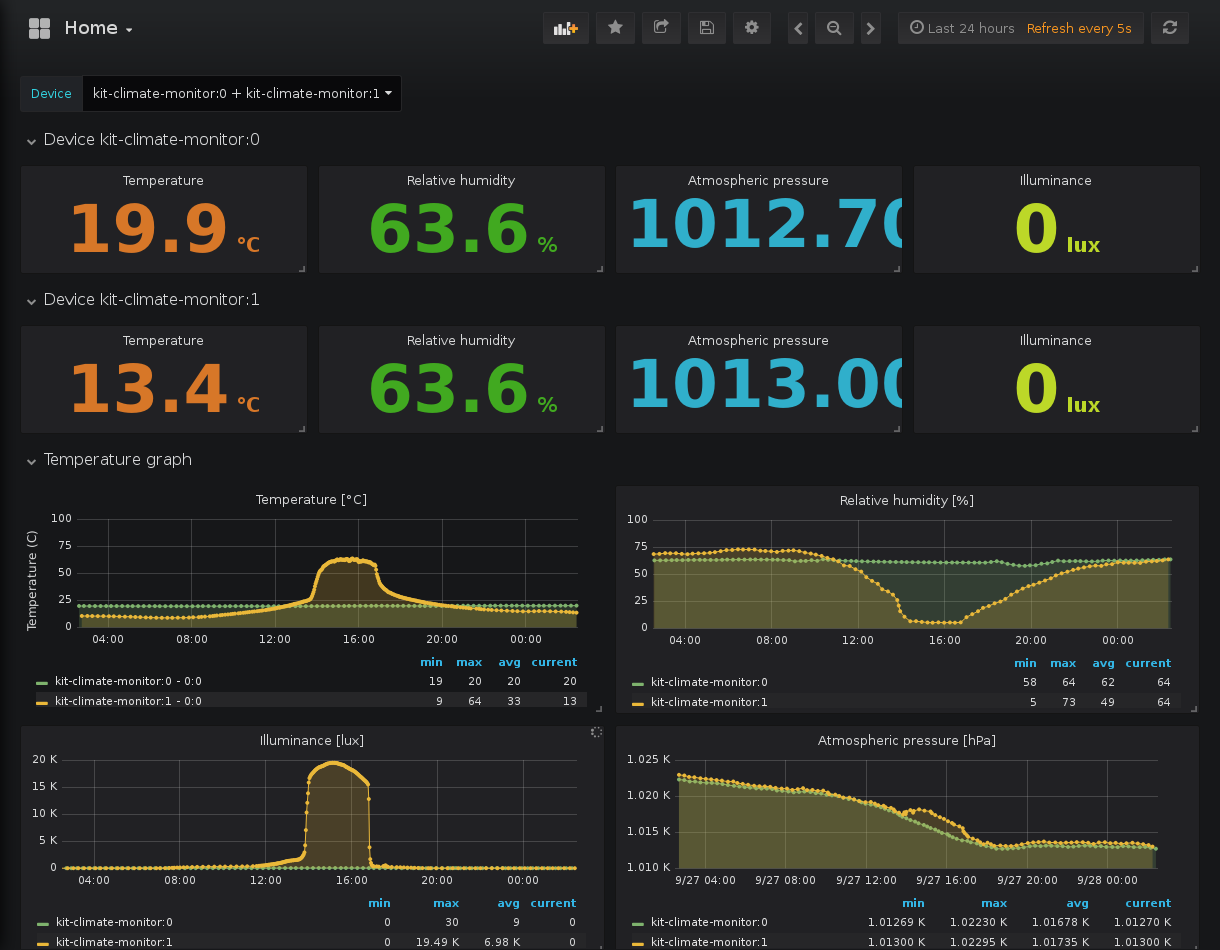 Home
Last 24 hours Refresh every 5s
Device kit-climate-monitor:0 + kit-climate-monitor:1
Device kit-climate-monitor:0
Temperature Relative humidity Atmospheric pressure Illuminance
19.9 °C 63.6 % 1012.70 0 lux
Device kit-climate-monitor:1
Temperature Relative humidity Atmospheric pressure Illuminance
13.4 °C 63.6 % 1013.00 0 lux
Temperature graph
Temperature [°C]
Temperature (C)
100
75
50
25
0
04:00 08:00 12:00 16:00 20:00 00:00
min max avg current
kit-climate-monitor:0 - 0:0 19 20 20 20
kit-climate-monitor:1 - 0:0 9 64 33 13
Relative humidity [%]
100
75
50
25
0
04:00 08:00 12:00 16:00 20:00 00:00
min max avg current
kit-climate-monitor:0 58 64 62 64
kit-climate-monitor:1 5 73 49 64
Illuminance [lux]
20 K
15 K
10 K
5 K
0
04:00 08:00 12:00 16:00 20:00 00:00
min max avg current
kit-climate-monitor:0 0 30 9 0
kit-climate-monitor:1 0 19.49 K 6.98 K 0
Atmospheric pressure [hPa]
1.025 K
1.020 K
1.015 K
1.010 K
9/27 04:00 9/27 08:00 9/27 12:00 9/27 16:00 9/27 20:00 9/28 00:00
min max avg current
kit-climate-monitor:0 1.01269 K 1.02230 K 1.01678 K 1.01270 K
kit-climate-monitor:1 1.01300 K 1.02295 K 1.01735 K 1.01300 K